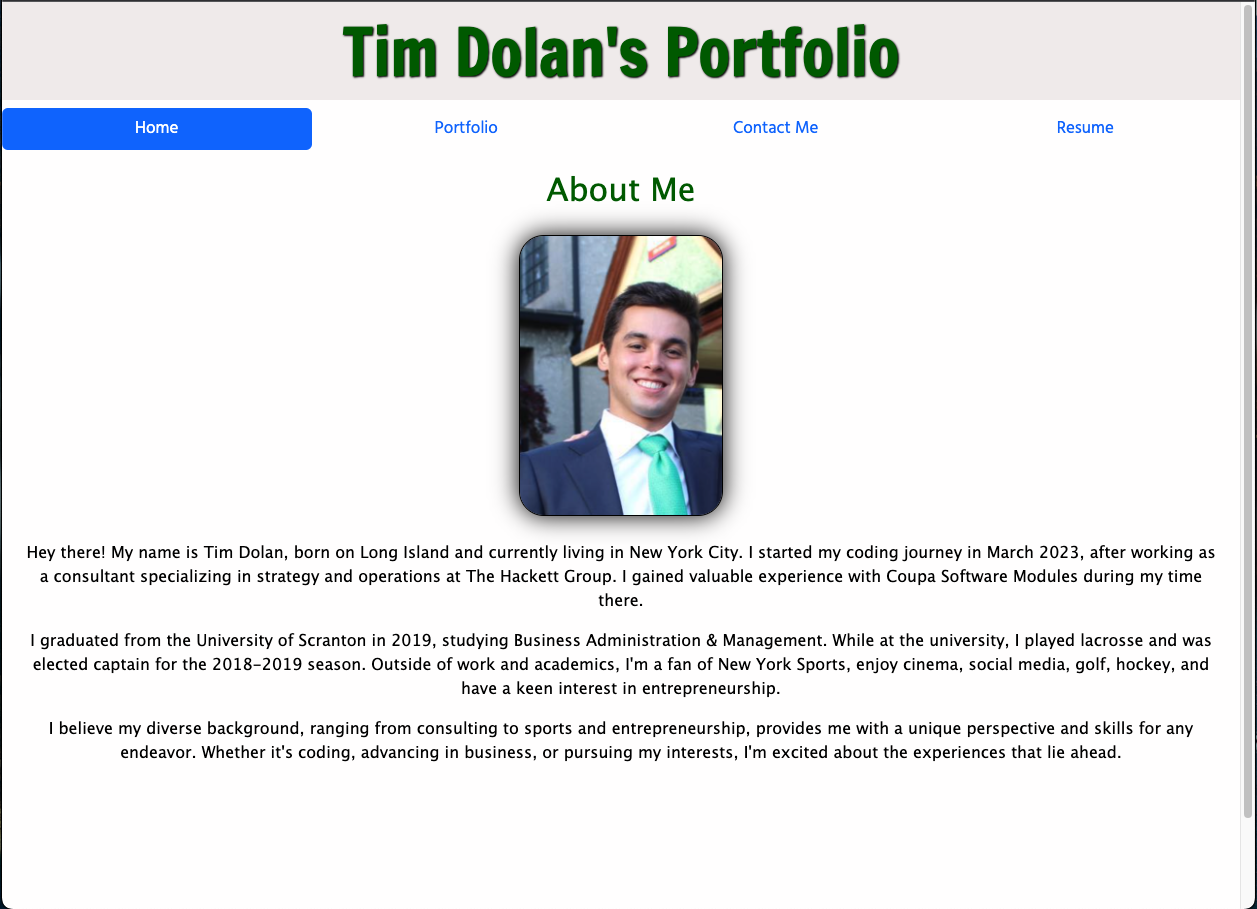 Tim Dolan's Portfolio
Home
Portfolio
Contact Me
Resume
About Me
Hey there! My name is Tim Dolan, born on Long Island and currently living in New York City. I started my coding journey in March 2023, after working as
a consultant specializing in strategy and operations at The Hackett Group. I gained valuable experience with Coupa Software Modules during my time
there.
I graduated from the University of Scranton in 2019, studying Business Administration & Management. While at the university, I played lacrosse and was
elected captain for the 2018-2019 season. Outside of work and academics, I'm a fan of New York Sports, enjoy cinema, social media, golf, hockey, and
have a keen interest in entrepreneurship.
I believe my diverse background, ranging from consulting to sports and entrepreneurship, provides me with a unique perspective and skills for any
endeavor. Whether it's coding, advancing in business, or pursuing my interests, I'm excited about the experiences that lie ahead.